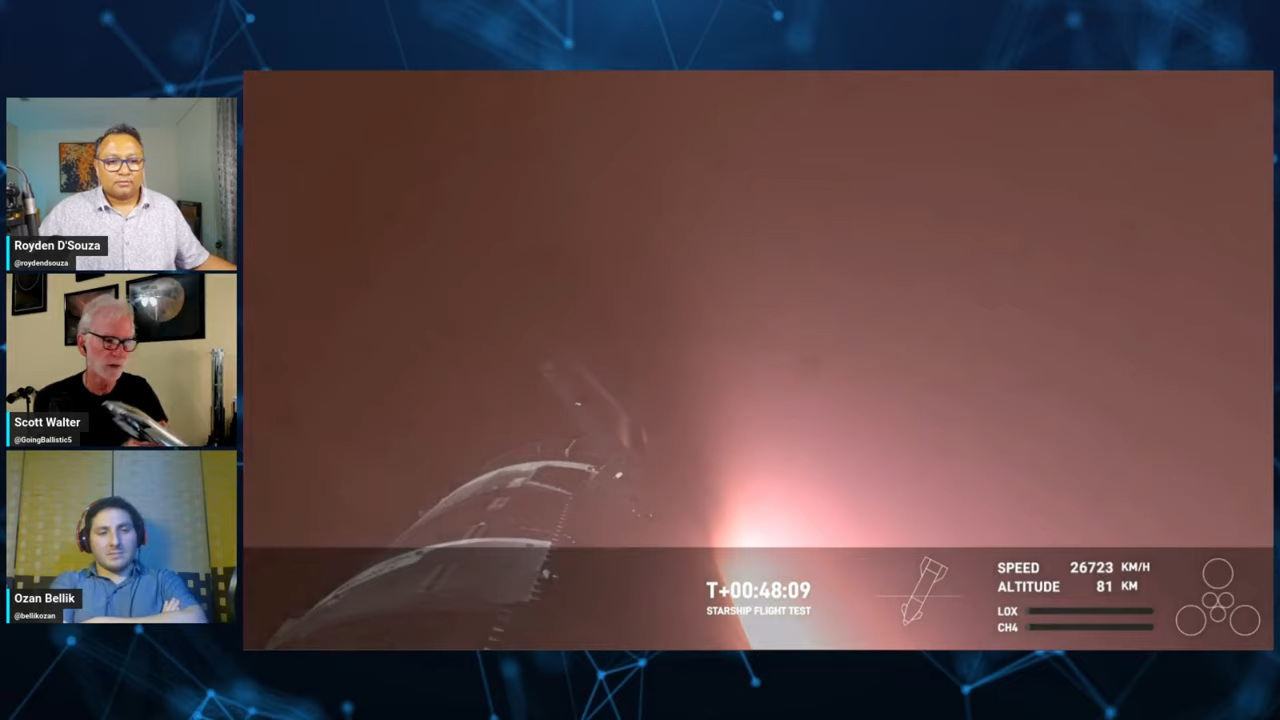 Royden D'Souza
@roydendsouza
Scott Walter
@GoingBallistic5
Ozan Bellik
@bellikozan
T+00:48:09
STARSHIP FLIGHT TEST
SPEED 26723 KM/H
ALTITUDE 81 KM
LOX
CH4